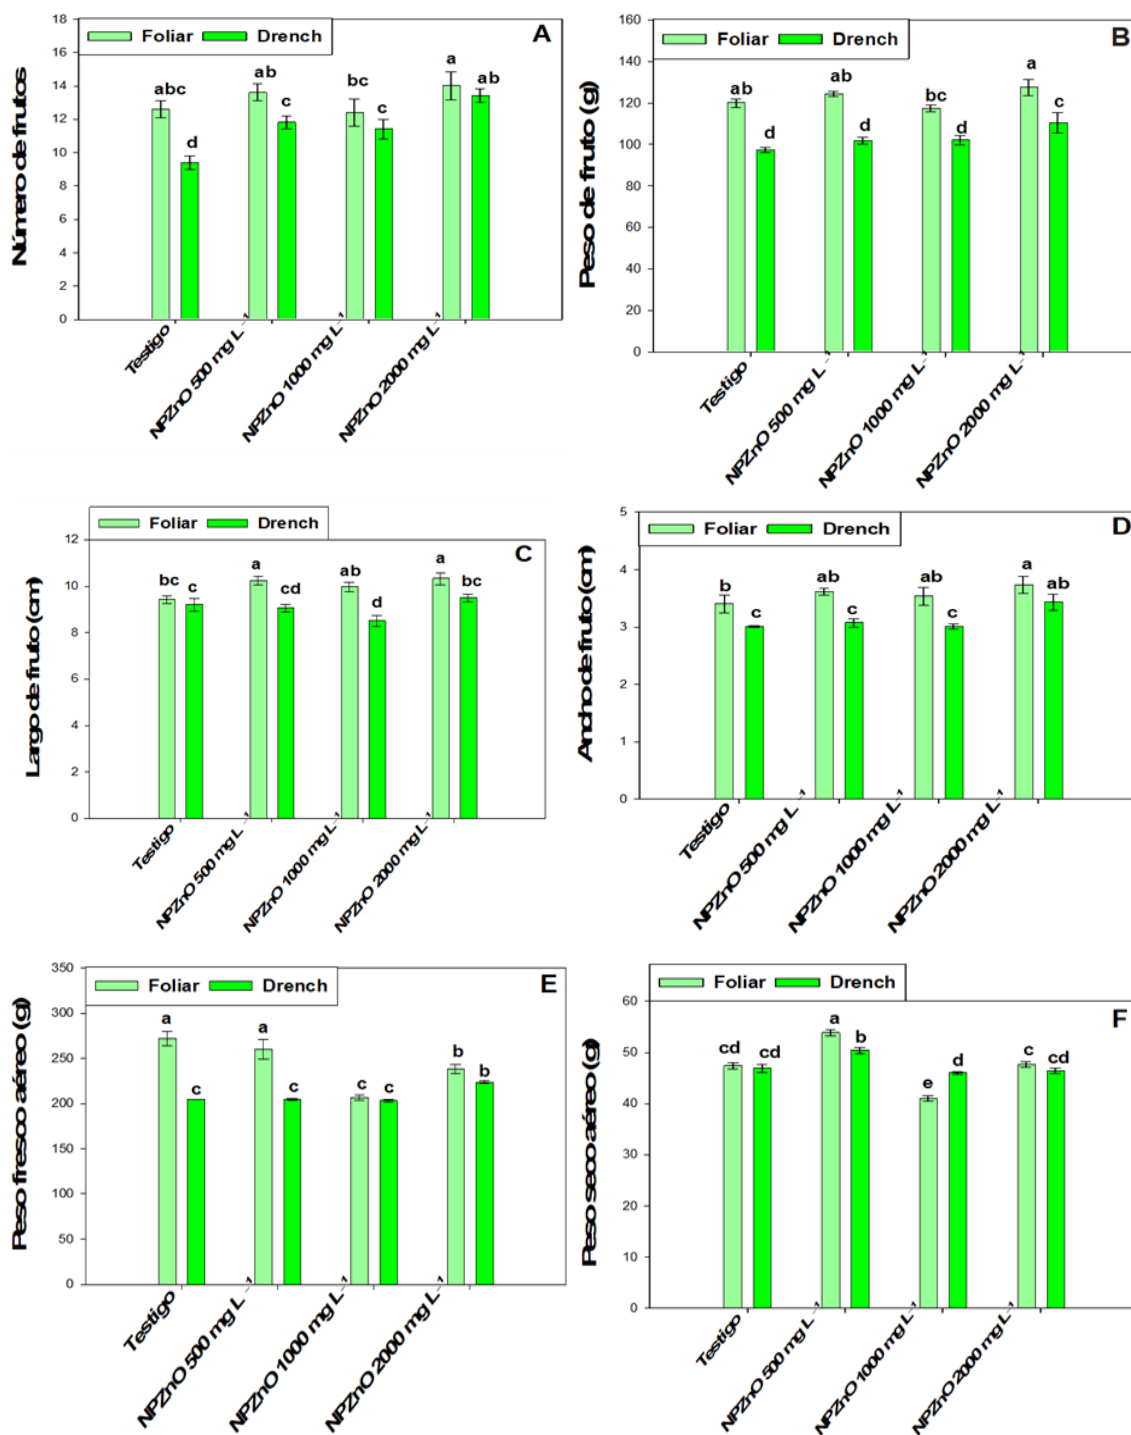 A
Foliar Drench
Número de frutos
18
16
14
12
10
8
6
4
2
0
abc
d
ab
c
bc
c
a
ab
Testigo
NPZnO 500 mg L⁻¹
NPZnO 1000 mg L⁻¹
NPZnO 2000 mg L⁻¹
B
Foliar Drench
Peso de fruto (g)
160
140
120
100
80
60
40
20
0
ab
d
ab
d
bc
d
a
c
Testigo
NPZnO 500 mg L⁻¹
NPZnO 1000 mg L⁻¹
NPZnO 2000 mg L⁻¹
Foliar Drench
C
Largo de fruto (cm)
12
10
8
6
4
2
0
bc
c
a
cd
ab
d
a
bc
Testigo
NPZnO 500 mg L⁻¹
NPZnO 1000 mg L⁻¹
NPZnO 2000 mg L⁻¹
Foliar Drench
D
Ancho de fruto (cm)
5
4
3
2
1
0
b
c
ab
c
ab
c
a
ab
Testigo
NPZnO 500 mg L⁻¹
NPZnO 1000 mg L⁻¹
NPZnO 2000 mg L⁻¹
Foliar Drench
E
Peso fresco aéreo (g)
350
300
250
200
150
100
50
0
a
c
a
c
c
c
b
b
Testigo
NPZnO 500 mg L⁻¹
NPZnO 1000 mg L⁻¹
NPZnO 2000 mg L⁻¹
Foliar Drench
F
Peso seco aéreo (g)
60
50
40
30
20
10
0
cd
cd
a
b
e
d
c
cd
Testigo
NPZnO 500 mg L⁻¹
NPZnO 1000 mg L⁻¹
NPZnO 2000 mg L⁻¹